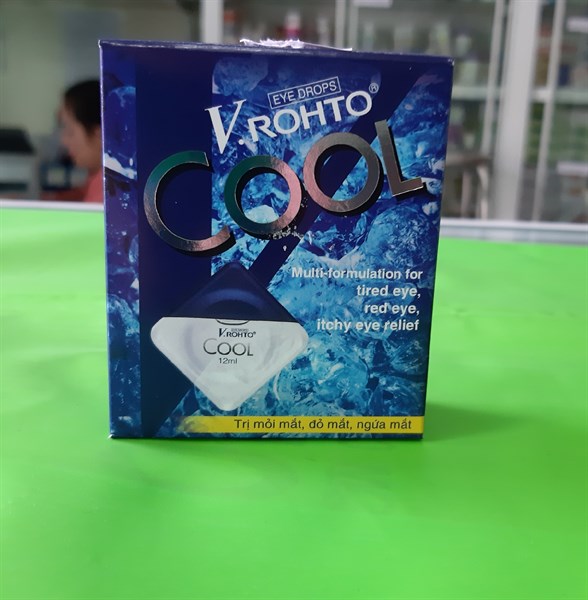 EYE DROPS
V.ROHTO®
COOL
Multi-formulation for
tired eye,
red eye,
itchy eye relief
V.ROHTO®
COOL
12ml
Trị mỏi mắt, đỏ mắt, ngứa mắt